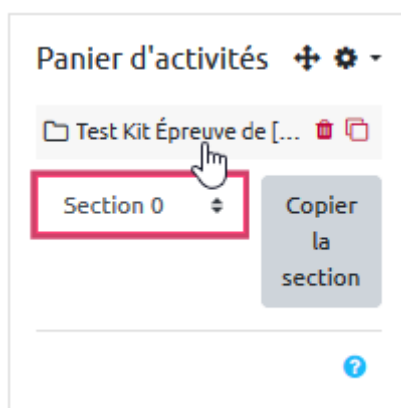 Panier d'activités
Test Kit Épreuve de [...
Section 0
Copier
la
section
?